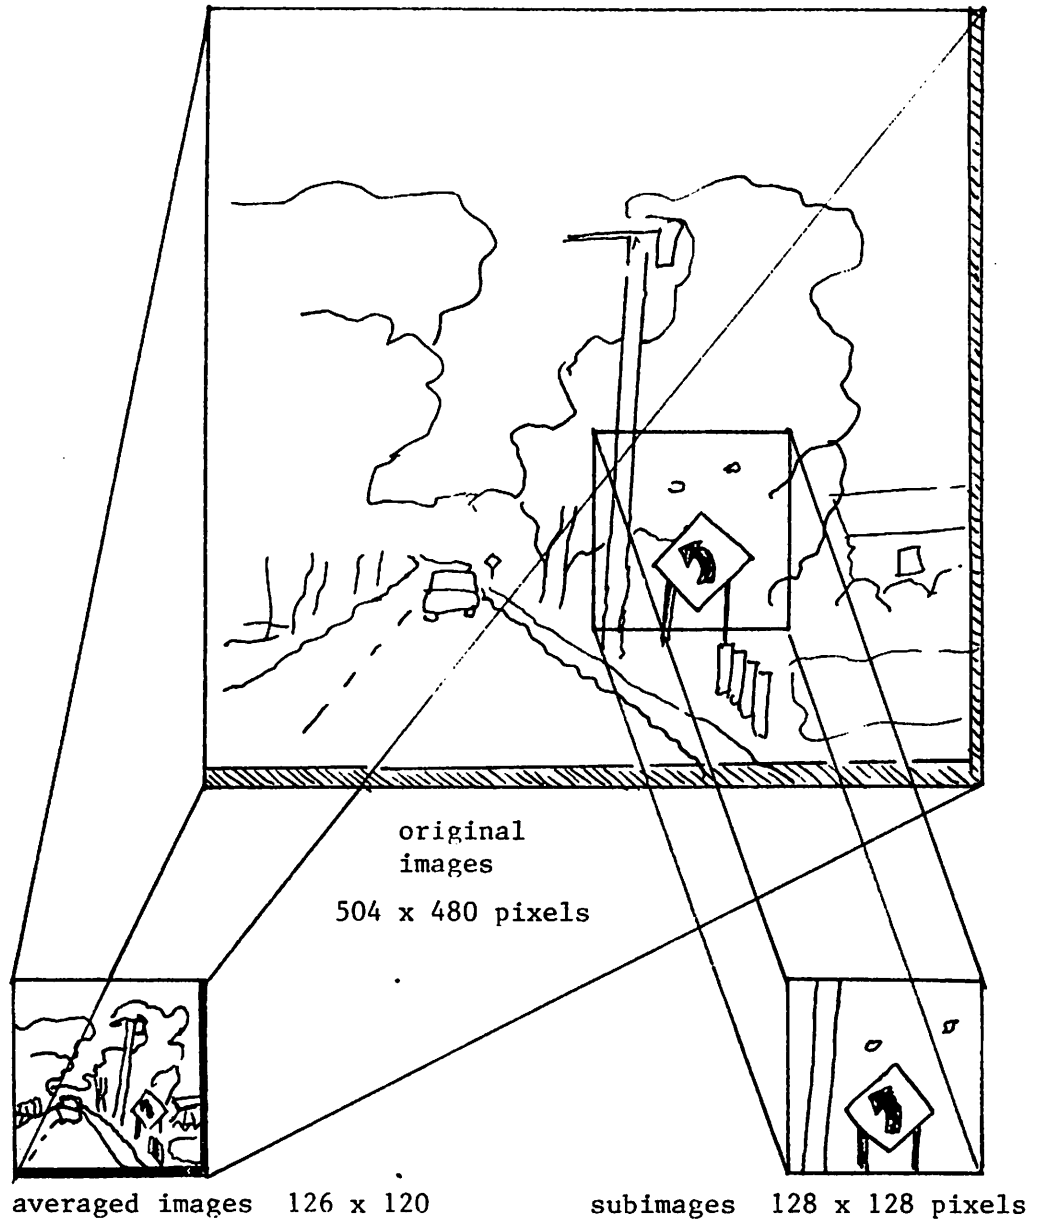 original
images
504 x 480 pixels
averaged images 126 x 120
subimages 128 x 128 pixels